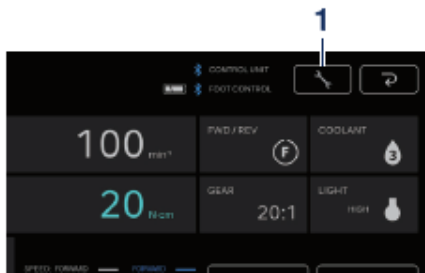 1
CONTROL UNIT
FOOT CONTROL
100 min⁻¹
FWD / REV
F
COOLANT
3
20 N·cm
GEAR
20:1
LIGHT
HIGH
SPEED: FORWARD
FORWARD